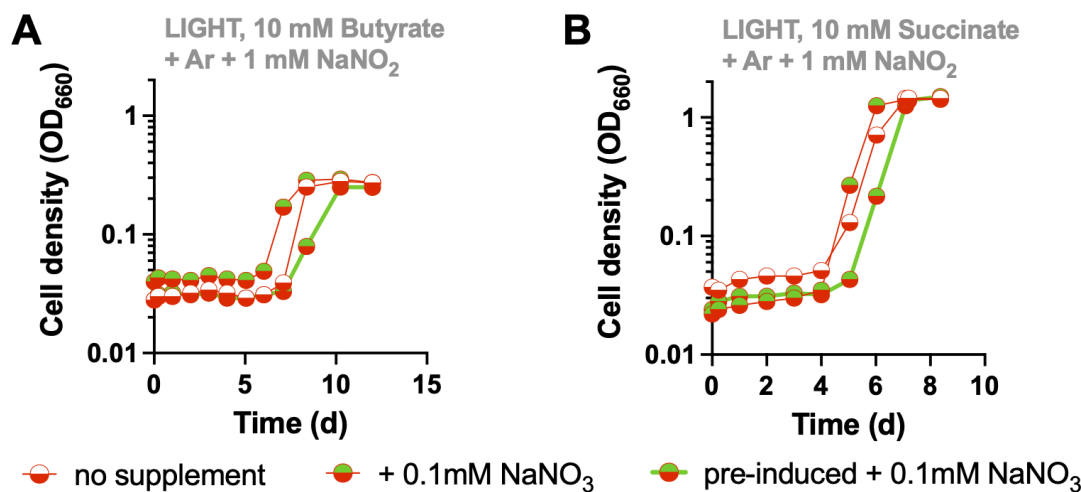 A
LIGHT, 10 mM Butyrate
+ Ar + 1 mM NaNO2
Cell density (OD660)
1
0.1
0.01
0 5 10 15
Time (d)
B
LIGHT, 10 mM Succinate
+ Ar + 1 mM NaNO2
Cell density (OD660)
1
0.1
0.01
0 2 4 6 8 10
Time (d)
no supplement
+ 0.1mM NaNO3
pre-induced + 0.1mM NaNO3